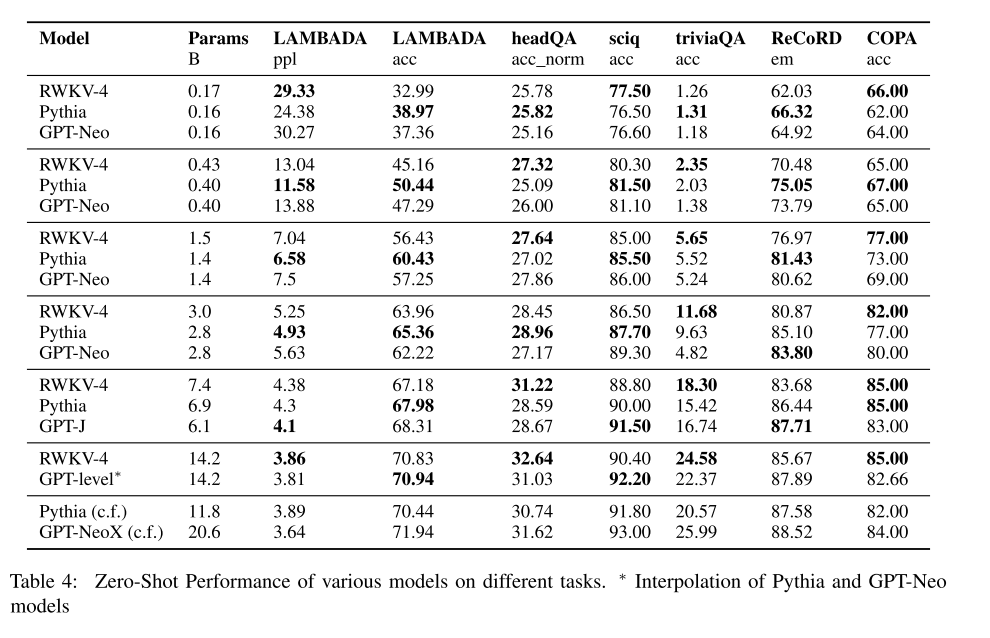 Model Params LAMBADA LAMBADA headQA sciq triviaQA ReCoRD COPA
B ppl acc acc_norm acc acc em acc
RWKV-4 0.17 29.33 32.99 25.78 77.50 1.26 62.03 66.00
Pythia 0.16 24.38 38.97 25.82 76.50 1.31 66.32 62.00
GPT-Neo 0.16 30.27 37.36 25.16 76.60 1.18 64.92 64.00
RWKV-4 0.43 13.04 45.16 27.32 80.30 2.35 70.48 65.00
Pythia 0.40 11.58 50.44 25.09 81.50 2.03 75.05 67.00
GPT-Neo 0.40 13.88 47.29 26.00 81.10 1.38 73.79 65.00
RWKV-4 1.5 7.04 56.43 27.64 85.00 5.65 76.97 77.00
Pythia 1.4 6.58 60.43 27.02 85.50 5.52 81.43 73.00
GPT-Neo 1.4 7.5 57.25 27.86 86.00 5.24 80.62 69.00
RWKV-4 3.0 5.25 63.96 28.45 86.50 11.68 80.87 82.00
Pythia 2.8 4.93 65.36 28.96 87.70 9.63 85.10 77.00
GPT-Neo 2.8 5.63 62.22 27.17 89.30 4.82 83.80 80.00
RWKV-4 7.4 4.38 67.18 31.22 88.80 18.30 83.68 85.00
Pythia 6.9 4.3 67.98 28.59 90.00 15.42 86.44 85.00
GPT-J 6.1 4.1 68.31 28.67 91.50 16.74 87.71 83.00
RWKV-4 14.2 3.86 70.83 32.64 90.40 24.58 85.67 85.00
GPT-level* 14.2 3.81 70.94 31.03 92.20 22.37 87.89 82.66
Pythia (c.f.) 11.8 3.89 70.44 30.74 91.80 20.57 87.58 82.00
GPT-NeoX (c.f.) 20.6 3.64 71.94 31.62 93.00 25.99 88.52 84.00
Table 4: Zero-Shot Performance of various models on different tasks. * Interpolation of Pythia and GPT-Neo
models